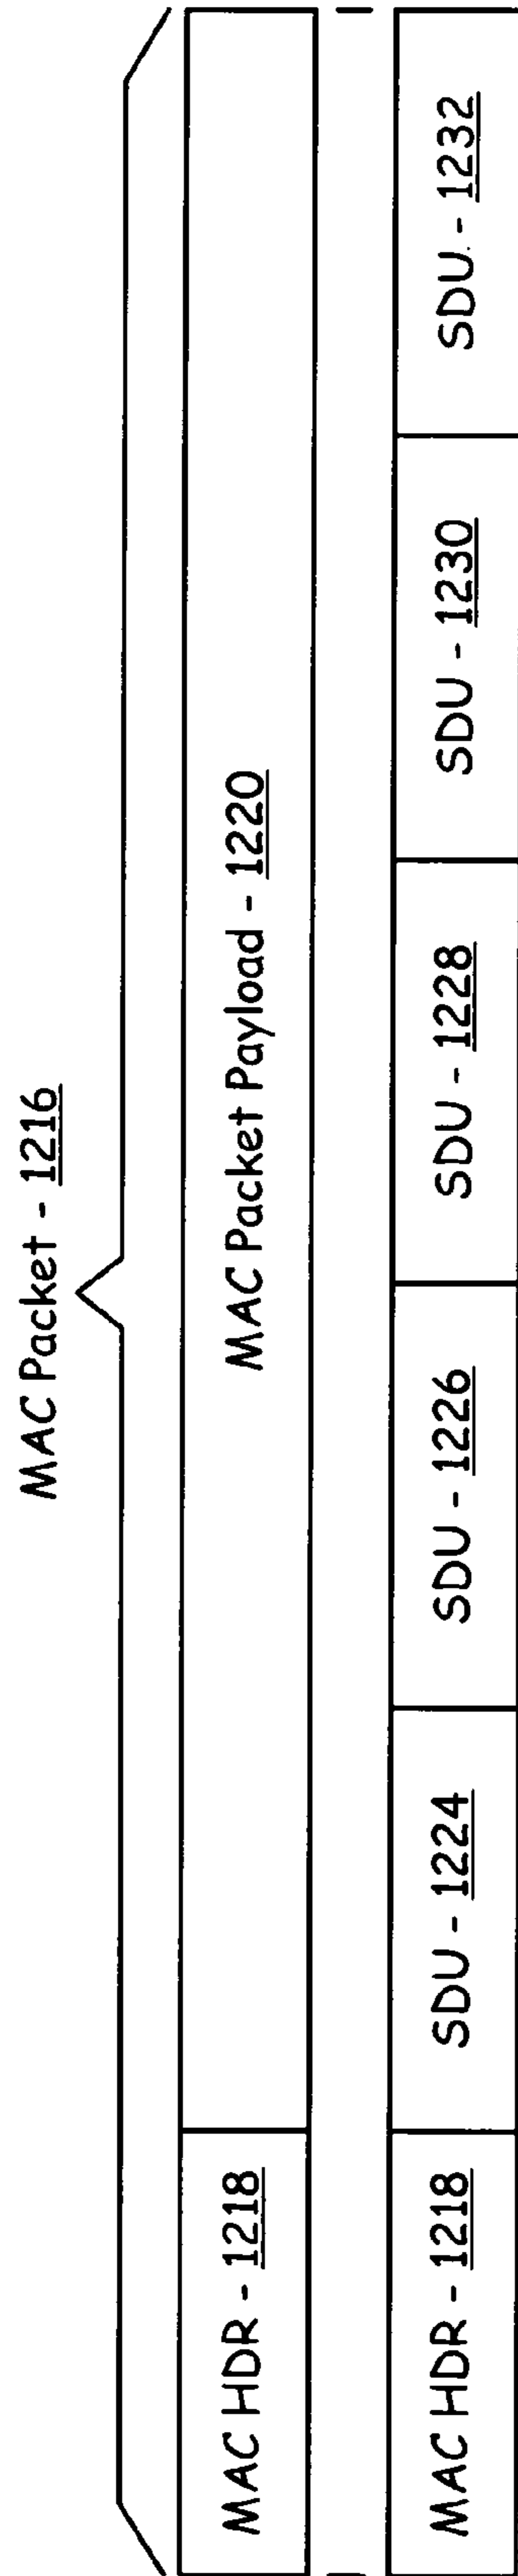 MAC Packet - 1216
MAC HDR - 1218
MAC Packet Payload - 1220
MAC HDR - 1218
SDU - 1224
SDU - 1226
SDU - 1228
SDU - 1230
SDU - 1232